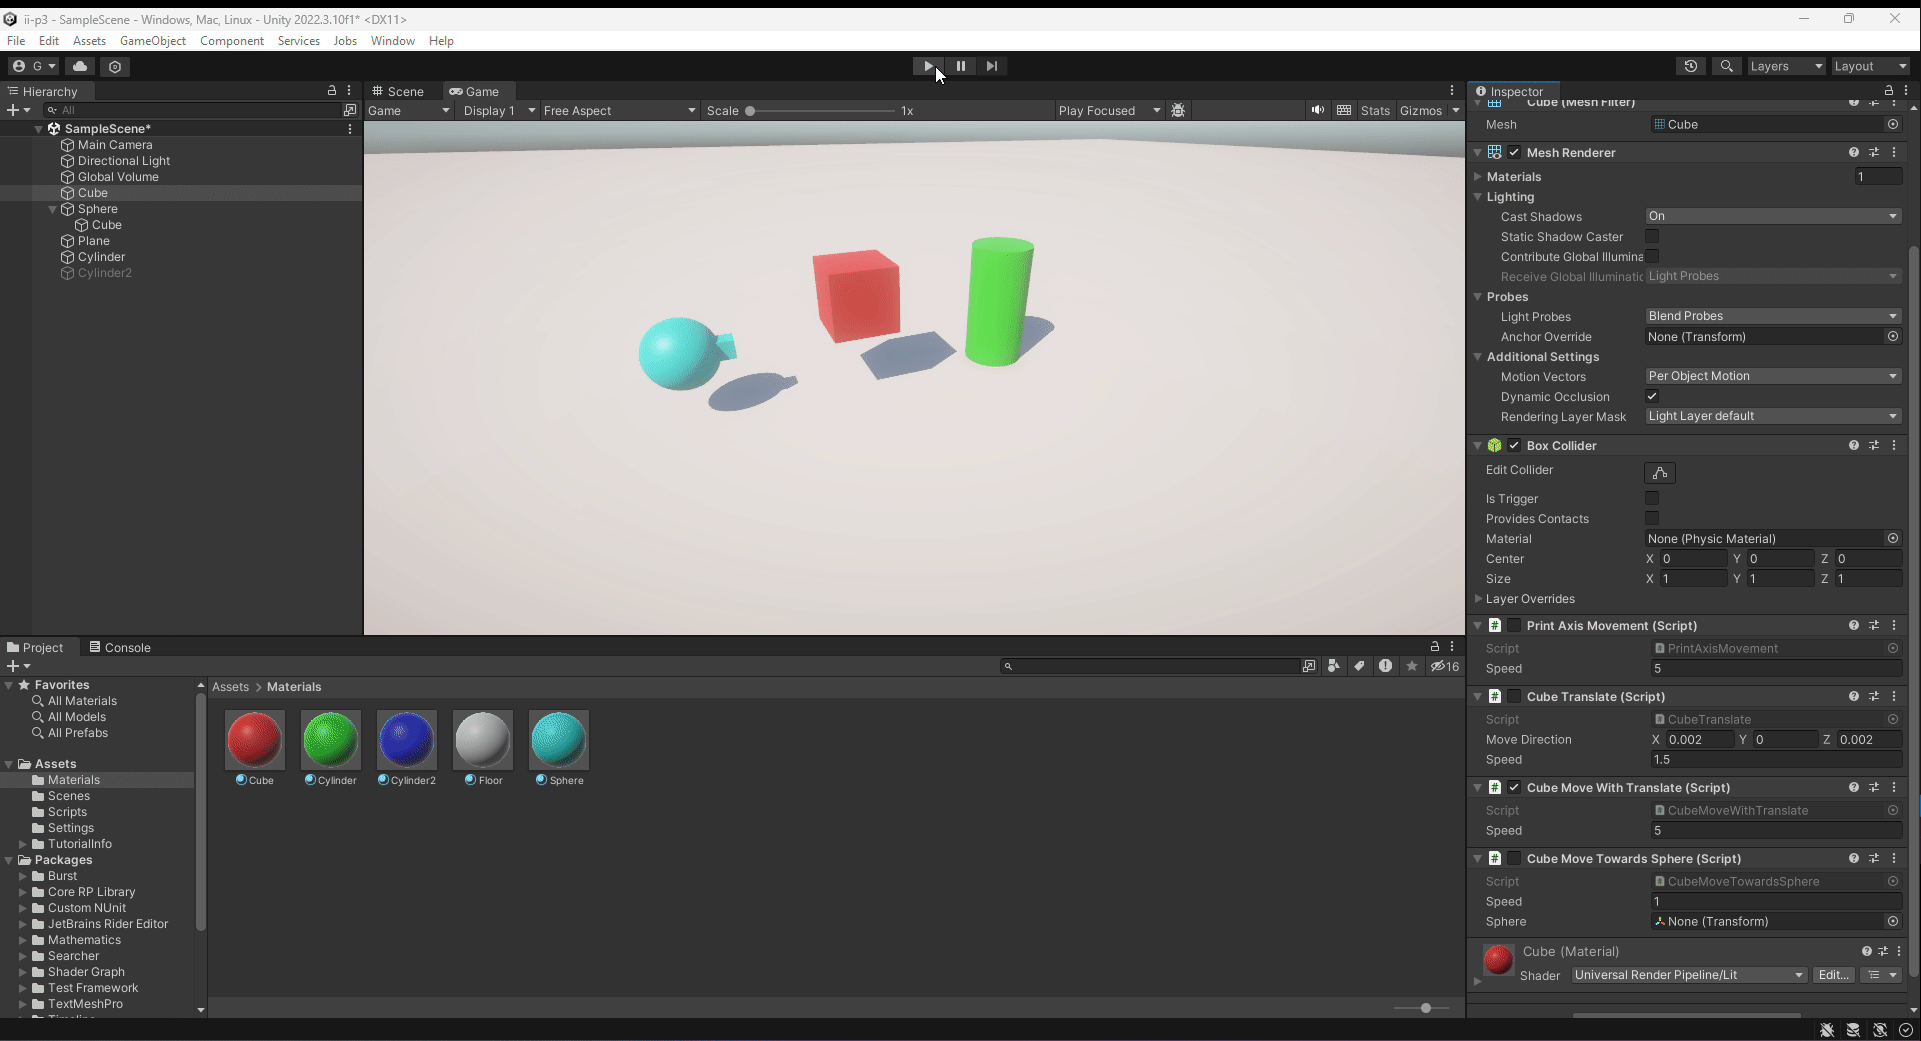 ii-p3 - SampleScene - Windows, Mac, Linux - Unity 2022.3.10f1* <DX11>
File Edit Assets GameObject Component Services Jobs Window Help
G Layers Layout
Hierarchy
All
SampleScene*
Main Camera
Directional Light
Global Volume
Cube
Sphere
Cube
Plane
Cylinder
Cylinder2
Scene Game
Game Display 1 Free Aspect Scale 1x Play Focused Stats Gizmos
Inspector
Cube (Mesh Filter)
Mesh Cube
Mesh Renderer
Materials 1
Lighting
Cast Shadows On
Static Shadow Caster
Contribute Global Illumina
Receive Global Illuminatic Light Probes
Probes
Light Probes Blend Probes
Anchor Override None (Transform)
Additional Settings
Motion Vectors Per Object Motion
Dynamic Occlusion
Rendering Layer Mask Light Layer default
Box Collider
Edit Collider
Is Trigger
Provides Contacts
Material None (Physic Material)
Center X 0 Y 0 Z 0
Size X 1 Y 1 Z 1
Layer Overrides
# Print Axis Movement (Script)
Script PrintAxisMovement
Speed 5
# Cube Translate (Script)
Script CubeTranslate
Move Direction X 0.002 Y 0 Z 0.002
Speed 1.5
# Cube Move With Translate (Script)
Script CubeMoveWithTranslate
Speed 5
# Cube Move Towards Sphere (Script)
Script CubeMoveTowardsSphere
Speed 1
Sphere None (Transform)
Cube (Material)
Shader Universal Render Pipeline/Lit Edit...
Project Console
16
Favorites
All Materials
All Models
All Prefabs
Assets
Materials
Scenes
Scripts
Settings
TutorialInfo
Packages
Burst
Core RP Library
Custom NUnit
JetBrains Rider Editor
Mathematics
Searcher
Shader Graph
Test Framework
TextMeshPro
Assets > Materials
Cube Cylinder Cylinder2 Floor Sphere